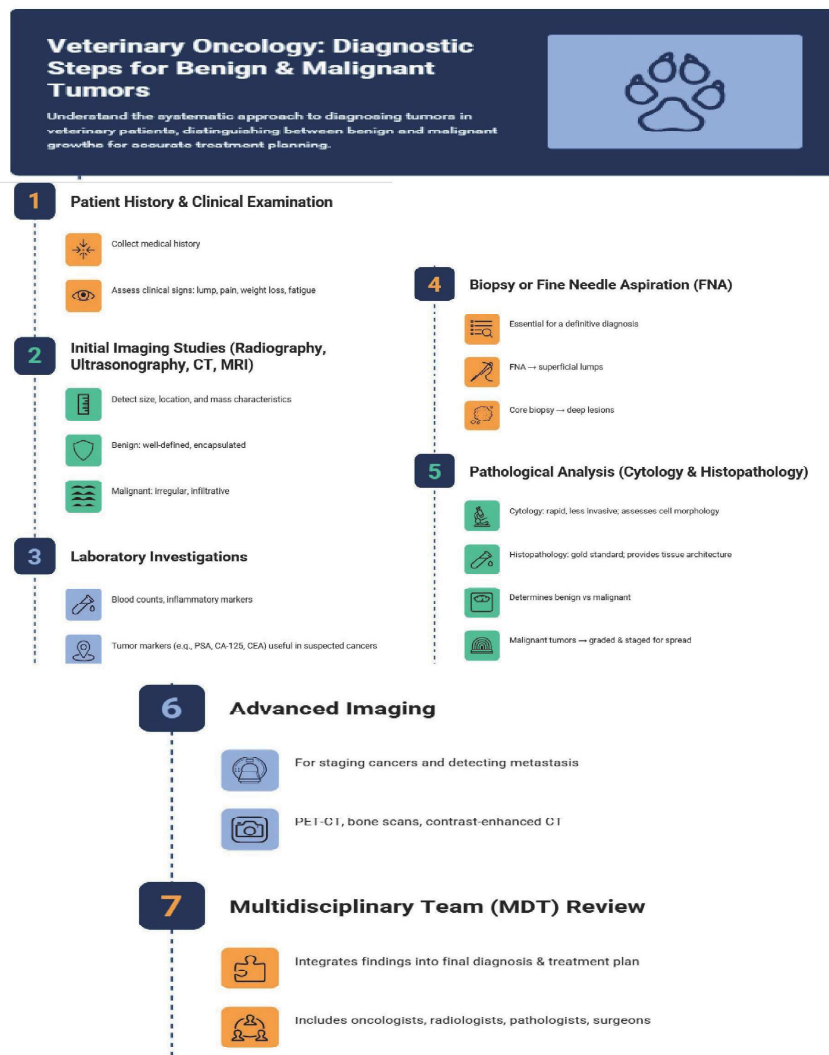 Veterinary Oncology: Diagnostic
Steps for Benign & Malignant
Tumors
Understand the systematic approach to diagnosing tumors in
veterinary patients, distinguishing between benign and malignant
growths for accurate treatment planning.
1
Patient History & Clinical Examination
Collect medical history
Assess clinical signs: lump, pain, weight loss, fatigue
2
Initial Imaging Studies (Radiography,
Ultrasonography, CT, MRI)
Detect size, location, and mass characteristics
Benign: well-defined, encapsulated
Malignant: irregular, infiltrative
3
Laboratory Investigations
Blood counts, inflammatory markers
Tumor markers (e.g., PSA, CA-125, CEA) useful in suspected cancers
4
Biopsy or Fine Needle Aspiration (FNA)
Essential for a definitive diagnosis
FNA → superficial lumps
Core biopsy → deep lesions
5
Pathological Analysis (Cytology & Histopathology)
Cytology: rapid, less invasive; assesses cell morphology
Histopathology: gold standard; provides tissue architecture
Determines benign vs malignant
Malignant tumors → graded & staged for spread
6
Advanced Imaging
For staging cancers and detecting metastasis
PET-CT, bone scans, contrast-enhanced CT
7
Multidisciplinary Team (MDT) Review
Integrates findings into final diagnosis & treatment plan
Includes oncologists, radiologists, pathologists, surgeons